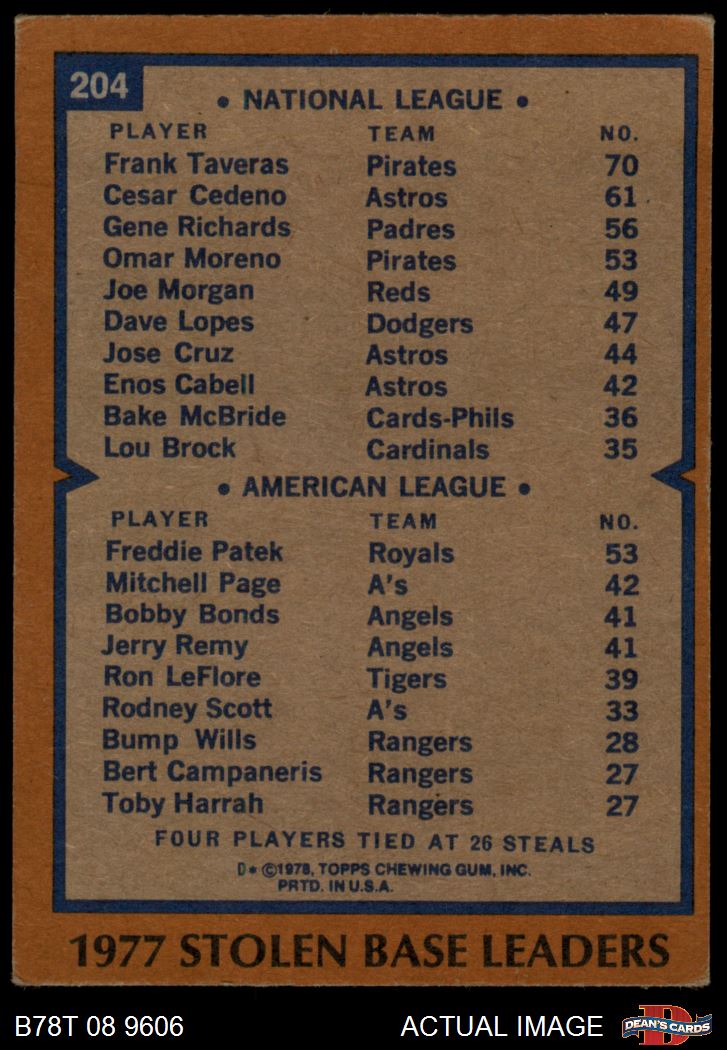 204
• NATIONAL LEAGUE •
PLAYER TEAM NO.
Frank Taveras Pirates 70
Cesar Cedeno Astros 61
Gene Richards Padres 56
Omar Moreno Pirates 53
Joe Morgan Reds 49
Dave Lopes Dodgers 47
Jose Cruz Astros 44
Enos Cabell Astros 42
Bake McBride Cards-Phils 36
Lou Brock Cardinals 35
• AMERICAN LEAGUE •
PLAYER TEAM NO.
Freddie Patek Royals 53
Mitchell Page A's 42
Bobby Bonds Angels 41
Jerry Remy Angels 41
Ron LeFlore Tigers 39
Rodney Scott A's 33
Bump Wills Rangers 28
Bert Campaneris Rangers 27
Toby Harrah Rangers 27
FOUR PLAYERS TIED AT 26 STEALS
D* ©1978, TOPPS CHEWING GUM, INC.
PRTD. IN U.S.A.
1977 STOLEN BASE LEADERS
B78T 08 9606 ACTUAL IMAGE D DEAN'S CARDS